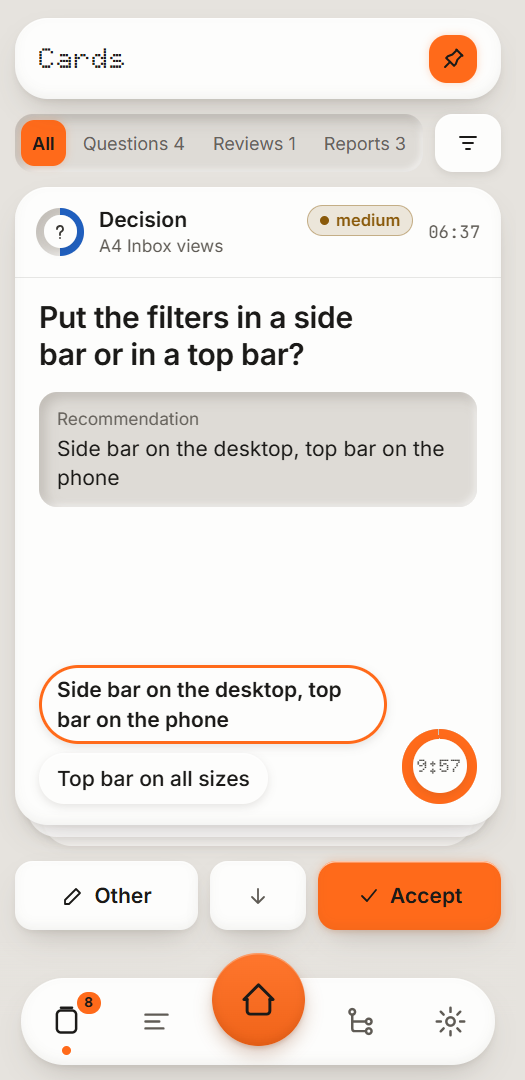 Cards
All
Questions 4
Reviews 1
Reports 3
?
Decision
A4 Inbox views
medium
06:37
Put the filters in a side
bar or in a top bar?
Recommendation
Side bar on the desktop, top bar on the
phone
Side bar on the desktop, top
bar on the phone
Top bar on all sizes
9:57
Other
Accept
8